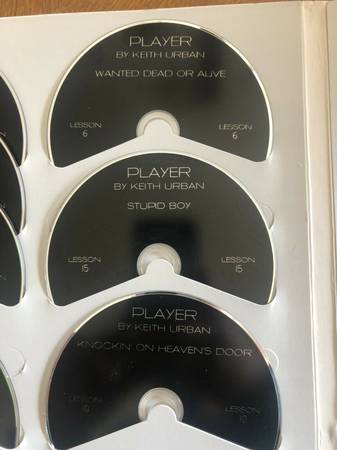 PLAYER
BY KEITH URBAN
WANTED DEAD OR ALIVE
LESSON LESSON
6 6
PLAYER
BY KEITH URBAN
STUPID BOY
LESSON LESSON
15 15
PLAYER
BY KEITH URBAN
KNOCKIN' ON HEAVEN'S DOOR
LESSON